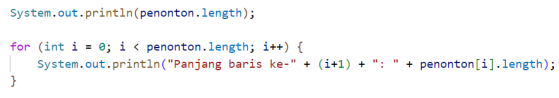 System.out.println(penonton.length);
for (int i = 0; i < penonton.length; i++) {
System.out.println("Panjang baris ke-" + (i+1) + ": " + penonton[i].length);
}